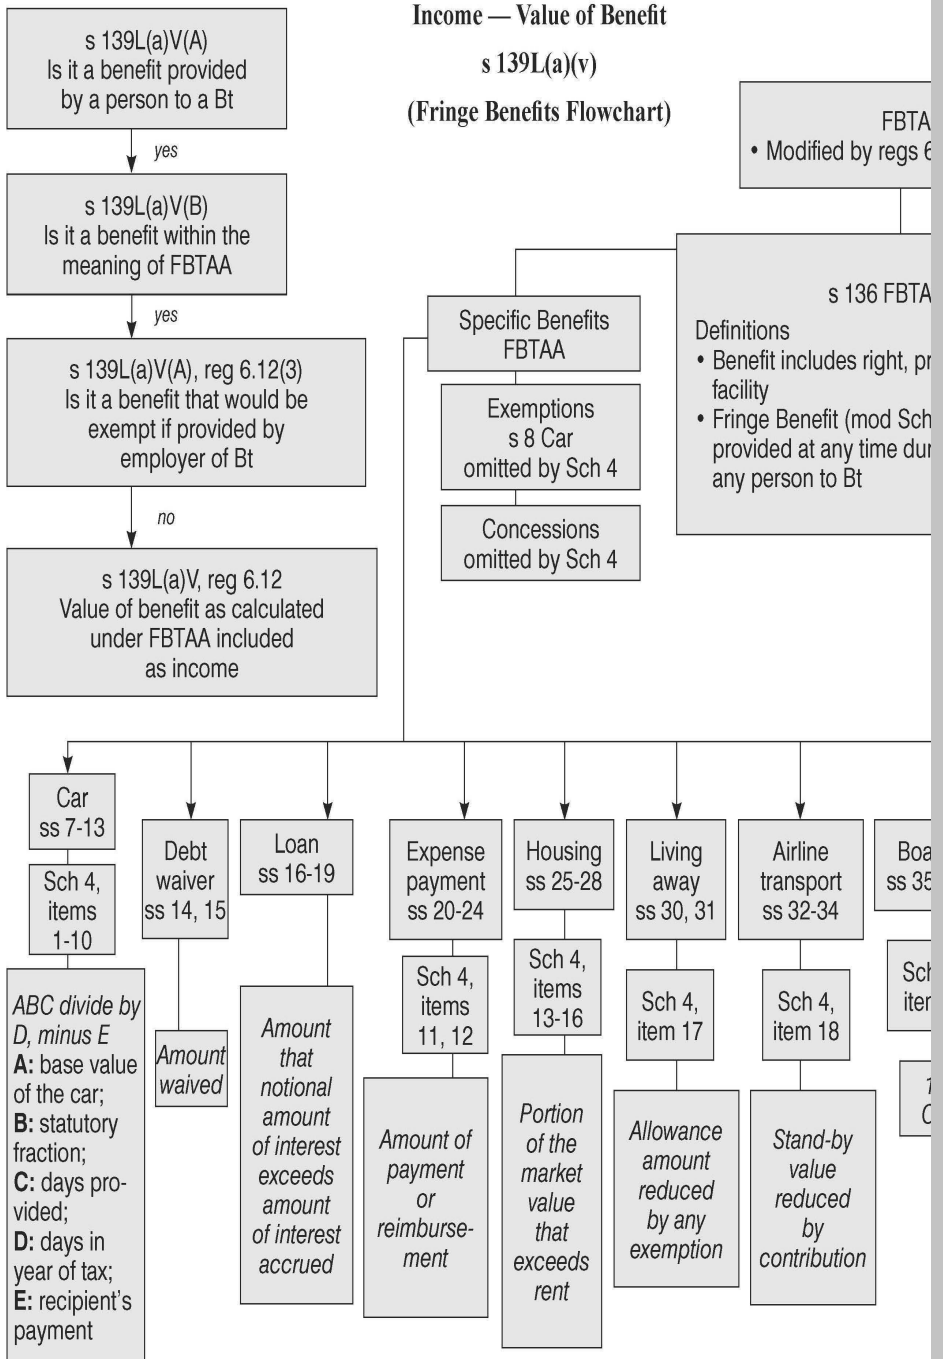 Income — Value of Benefit
s 139L(a)(v)
(Fringe Benefits Flowchart)
s 139L(a)V(A)
Is it a benefit provided
by a person to a Bt
yes
s 139L(a)V(B)
Is it a benefit within the
meaning of FBTAA
yes
s 139L(a)V(A), reg 6.12(3)
Is it a benefit that would be
exempt if provided by
employer of Bt
no
s 139L(a)V, reg 6.12
Value of benefit as calculated
under FBTAA included
as income
FBTA
• Modified by regs 6
s 136 FBTA
Definitions
• Benefit includes right, pr
facility
• Fringe Benefit (mod Sch
provided at any time dur
any person to Bt
Specific Benefits
FBTAA
Exemptions
s 8 Car
omitted by Sch 4
Concessions
omitted by Sch 4
Car
ss 7-13
Sch 4,
items
1-10
ABC divide by
D, minus E
A: base value
of the car;
B: statutory
fraction;
C: days pro-
vided;
D: days in
year of tax;
E: recipient's
payment
Debt
waiver
ss 14, 15
Amount
waived
Loan
ss 16-19
Amount
that
notional
amount
of interest
exceeds
amount
of interest
accrued
Expense
payment
ss 20-24
Sch 4,
items
11, 12
Amount of
payment
or
reimburse-
ment
Housing
ss 25-28
Sch 4,
items
13-16
Portion
of the
market
value
that
exceeds
rent
Living
away
ss 30, 31
Sch 4,
item 17
Allowance
amount
reduced
by any
exemption
Airline
transport
ss 32-34
Sch 4,
item 18
Stand-by
value
reduced
by
contribution
Boa
ss 35
Sch
iter